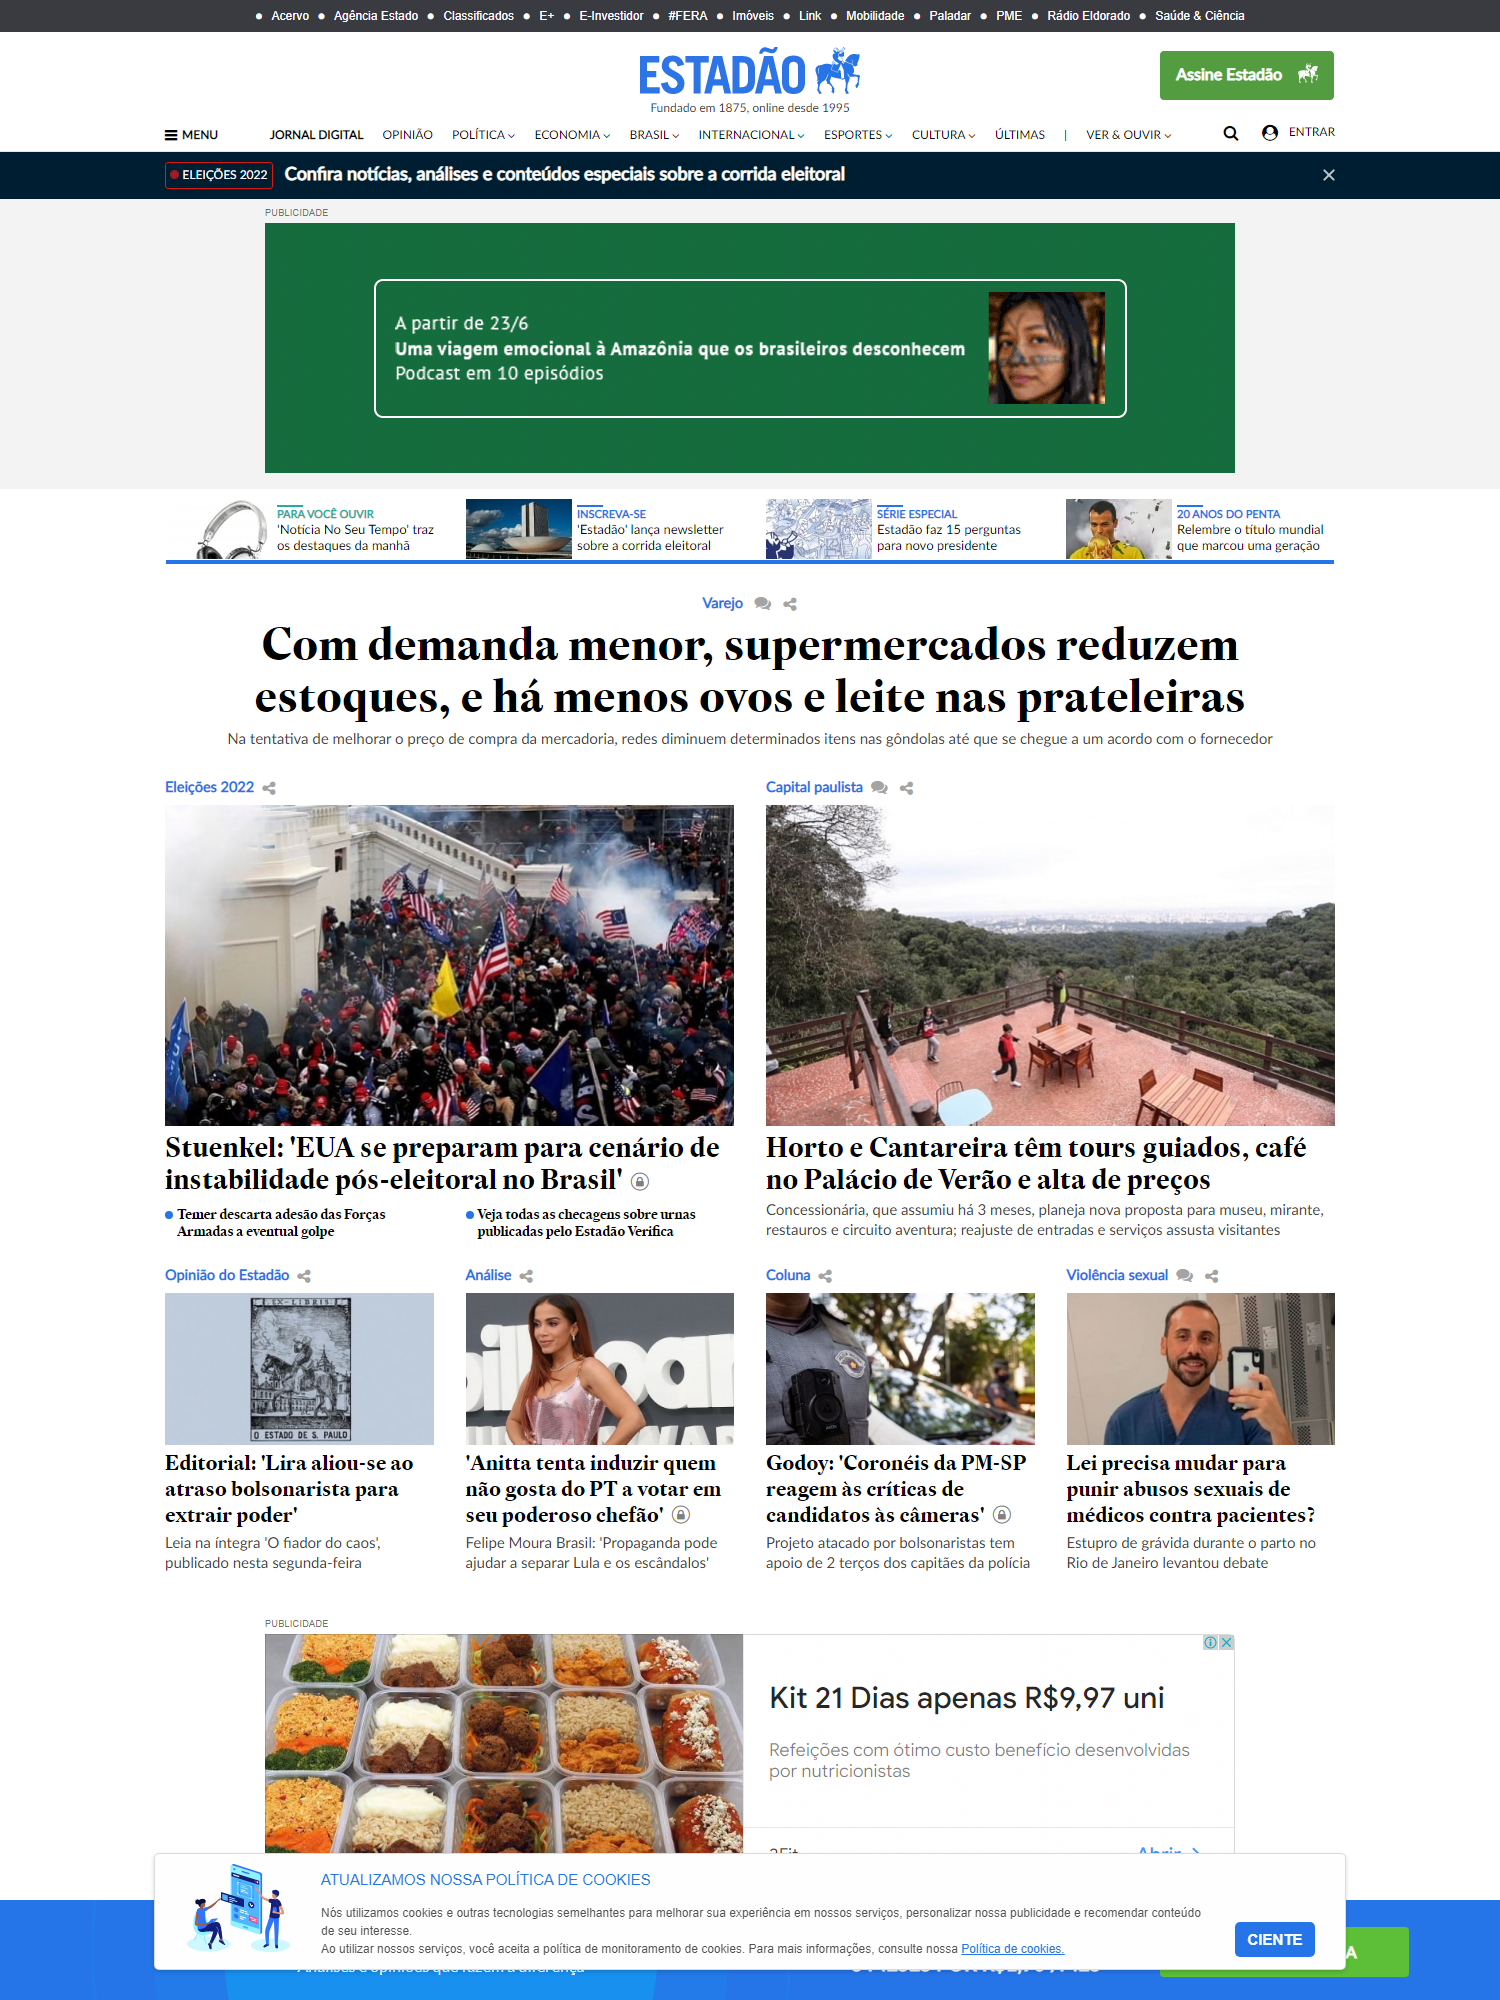 Acervo • Agência Estado • Classificados • E+ • E-Investidor • #FERA • Imóveis • Link • Mobilidade • Paladar • PME • Rádio Eldorado • Saúde & Ciência
ESTADÃO
Fundado em 1875, online desde 1995
Assine Estadão
MENU JORNAL DIGITAL OPINIÃO POLÍTICA ECONOMIA BRASIL INTERNACIONAL ESPORTES CULTURA ÚLTIMAS | VER & OUVIR ENTRAR
ELEIÇÕES 2022 Confira notícias, análises e conteúdos especiais sobre a corrida eleitoral
PUBLICIDADE
A partir de 23/6
Uma viagem emocional à Amazônia que os brasileiros desconhecem
Podcast em 10 episódios
PARA VOCÊ OUVIR
'Notícia No Seu Tempo' traz
os destaques da manhã
INSCREVA-SE
'Estadão' lança newsletter
sobre a corrida eleitoral
SÉRIE ESPECIAL
Estadão faz 15 perguntas
para novo presidente
20 ANOS DO PENTA
Relembre o título mundial
que marcou uma geração
Varejo
Com demanda menor, supermercados reduzem
estoques, e há menos ovos e leite nas prateleiras
Na tentativa de melhorar o preço de compra da mercadoria, redes diminuem determinados itens nas gôndolas até que se chegue a um acordo com o fornecedor
Eleições 2022
Stuenkel: 'EUA se preparam para cenário de
instabilidade pós-eleitoral no Brasil'
Temer descarta adesão das Forças
Armadas a eventual golpe
Veja todas as checagens sobre urnas
publicadas pelo Estadão Verifica
Capital paulista
Horto e Cantareira têm tours guiados, café
no Palácio de Verão e alta de preços
Concessionária, que assumiu há 3 meses, planeja nova proposta para museu, mirante,
restauros e circuito aventura; reajuste de entradas e serviços assusta visitantes
Opinião do Estadão
EX-LIBRIS
O ESTADO DE S. PAULO
Editorial: 'Lira aliou-se ao
atraso bolsonarista para
extrair poder'
Leia na íntegra 'O fiador do caos',
publicado nesta segunda-feira
Análise
'Anitta tenta induzir quem
não gosta do PT a votar em
seu poderoso chefão'
Felipe Moura Brasil: 'Propaganda pode
ajudar a separar Lula e os escândalos'
Coluna
Godoy: 'Coronéis da PM-SP
reagem às críticas de
candidatos às câmeras'
Projeto atacado por bolsonaristas tem
apoio de 2 terços dos capitães da polícia
Violência sexual
Lei precisa mudar para
punir abusos sexuais de
médicos contra pacientes?
Estupro de grávida durante o parto no
Rio de Janeiro levantou debate
PUBLICIDADE
Kit 21 Dias apenas R$9,97 uni
Refeições com ótimo custo benefício desenvolvidas
por nutricionistas
Abrir
ATUALIZAMOS NOSSA POLÍTICA DE COOKIES
Nós utilizamos cookies e outras tecnologias semelhantes para melhorar sua experiência em nossos serviços, personalizar nossa publicidade e recomendar conteúdo
de seu interesse.
Ao utilizar nossos serviços, você aceita a política de monitoramento de cookies. Para mais informações, consulte nossa Política de cookies.
CIENTE